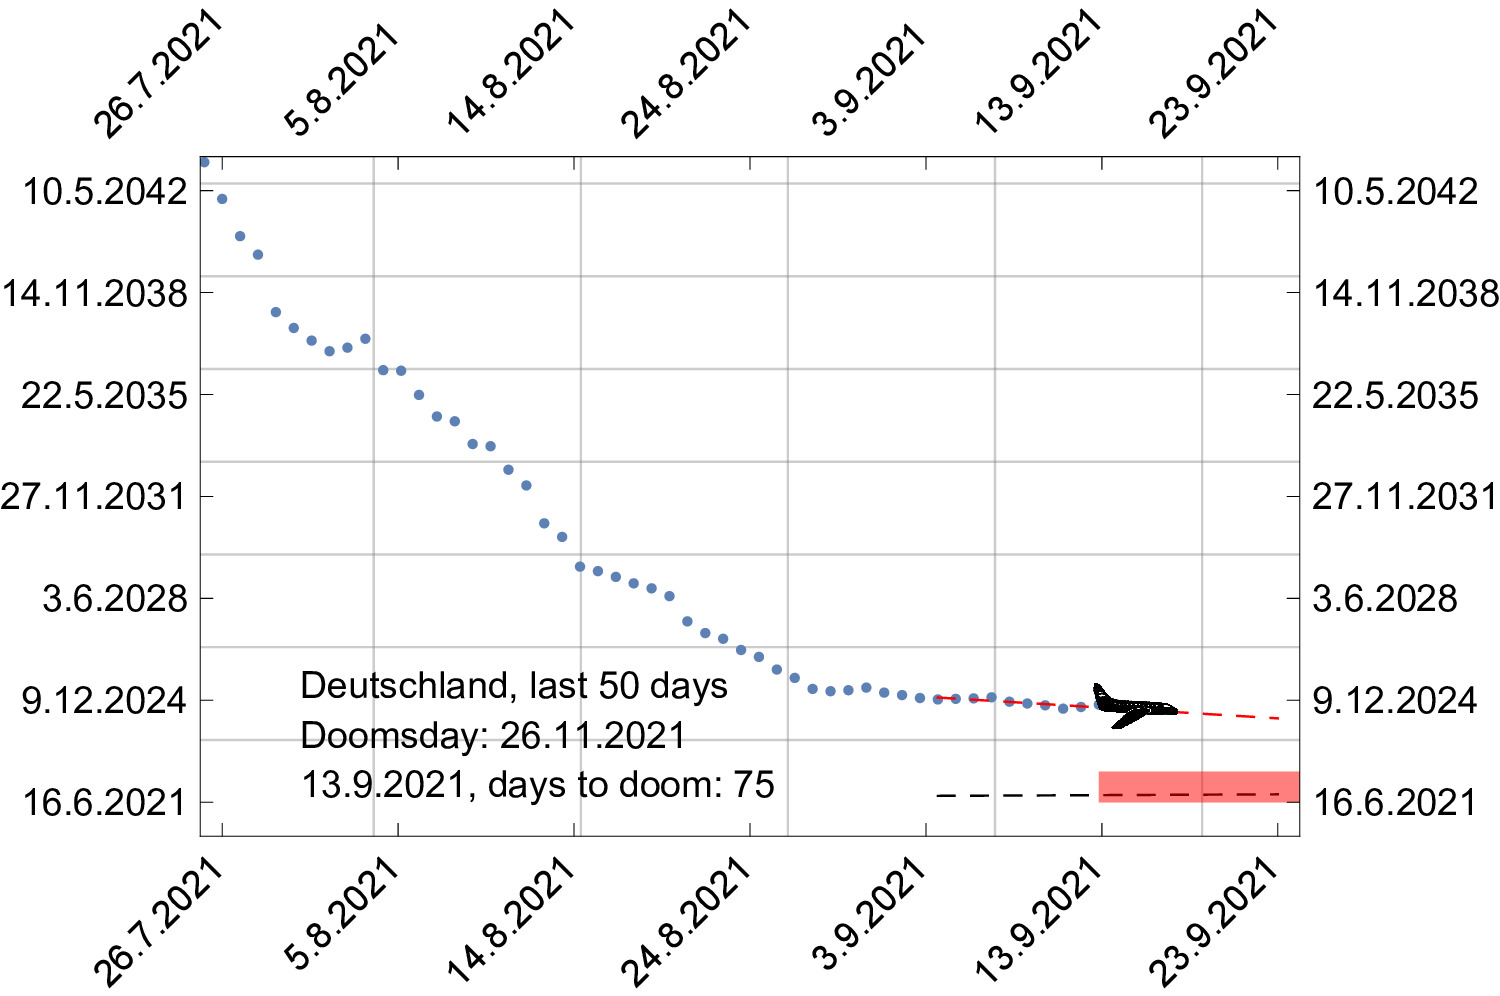 26.7.2021 5.8.2021 14.8.2021 24.8.2021 3.9.2021 13.9.2021 23.9.2021
10.5.2042 10.5.2042
14.11.2038 14.11.2038
22.5.2035 22.5.2035
27.11.2031 27.11.2031
3.6.2028 3.6.2028
Deutschland, last 50 days
9.12.2024 9.12.2024
Doomsday: 26.11.2021
13.9.2021, days to doom: 75
16.6.2021 16.6.2021
26.7.2021 5.8.2021 14.8.2021 24.8.2021 3.9.2021 13.9.2021 23.9.2021